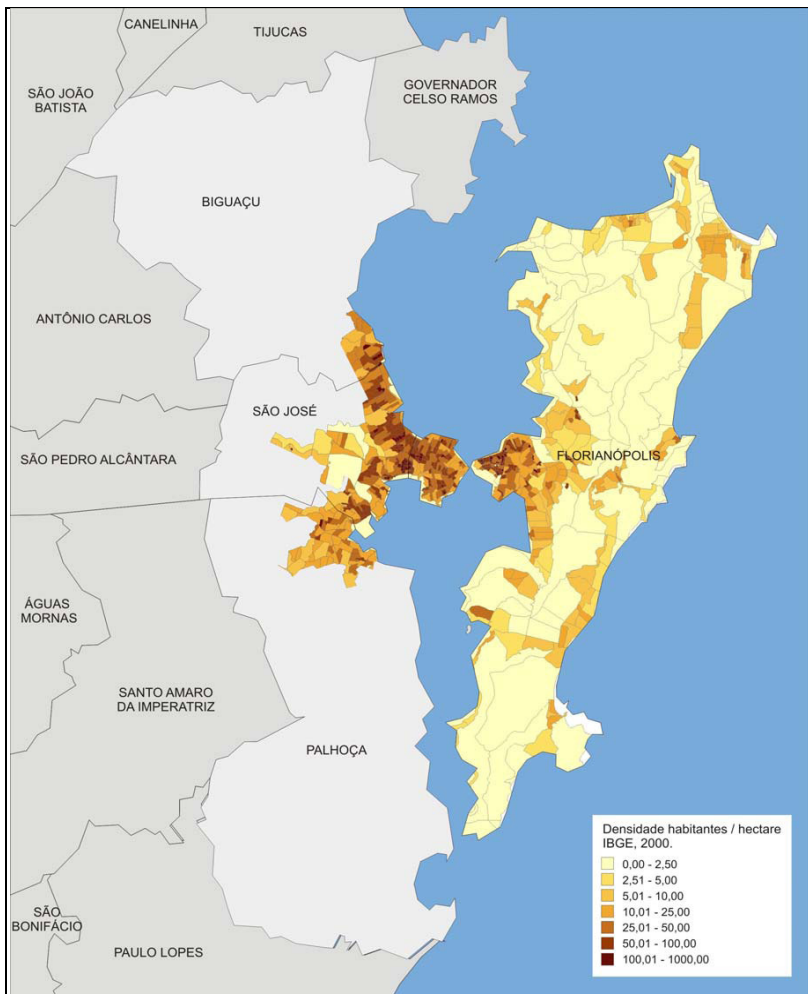 CANELINHA
TIJUCAS
GOVERNADOR
CELSO RAMOS
SÃO JOÃO
BATISTA
BIGUAÇU
ANTÔNIO CARLOS
SÃO JOSÉ
SÃO PEDRO ALCÂNTARA
FLORIANÓPOLIS
ÁGUAS
MORNAS
SANTO AMARO
DA IMPERATRIZ
PALHOÇA
SÃO
BONIFÁCIO
PAULO LOPES
Densidade habitantes / hectare
IBGE, 2000.
0,00 - 2,50
2,51 - 5,00
5,01 - 10,00
10,01 - 25,00
25,01 - 50,00
50,01 - 100,00
100,01 - 1000,00